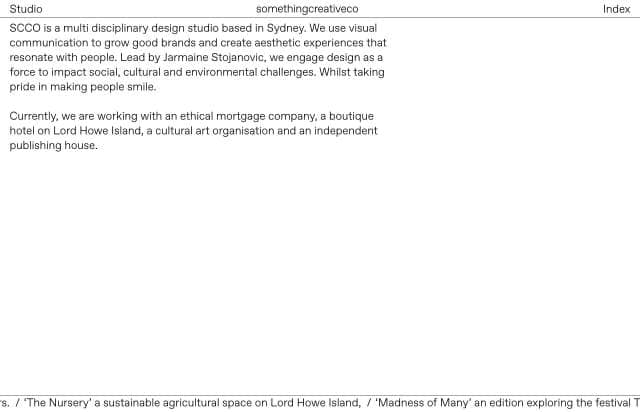 Studio
somethingcreativeco
Index
SCCO is a multi disciplinary design studio based in Sydney. We use visual
communication to grow good brands and create aesthetic experiences that
resonate with people. Lead by Jarmaine Stojanovic, we engage design as a
force to impact social, cultural and environmental challenges. Whilst taking
pride in making people smile.
Currently, we are working with an ethical mortgage company, a boutique
hotel on Lord Howe Island, a cultural art organisation and an independent
publishing house.
rs. / ‘The Nursery’ a sustainable agricultural space on Lord Howe Island, / ‘Madness of Many’ an edition exploring the festival T